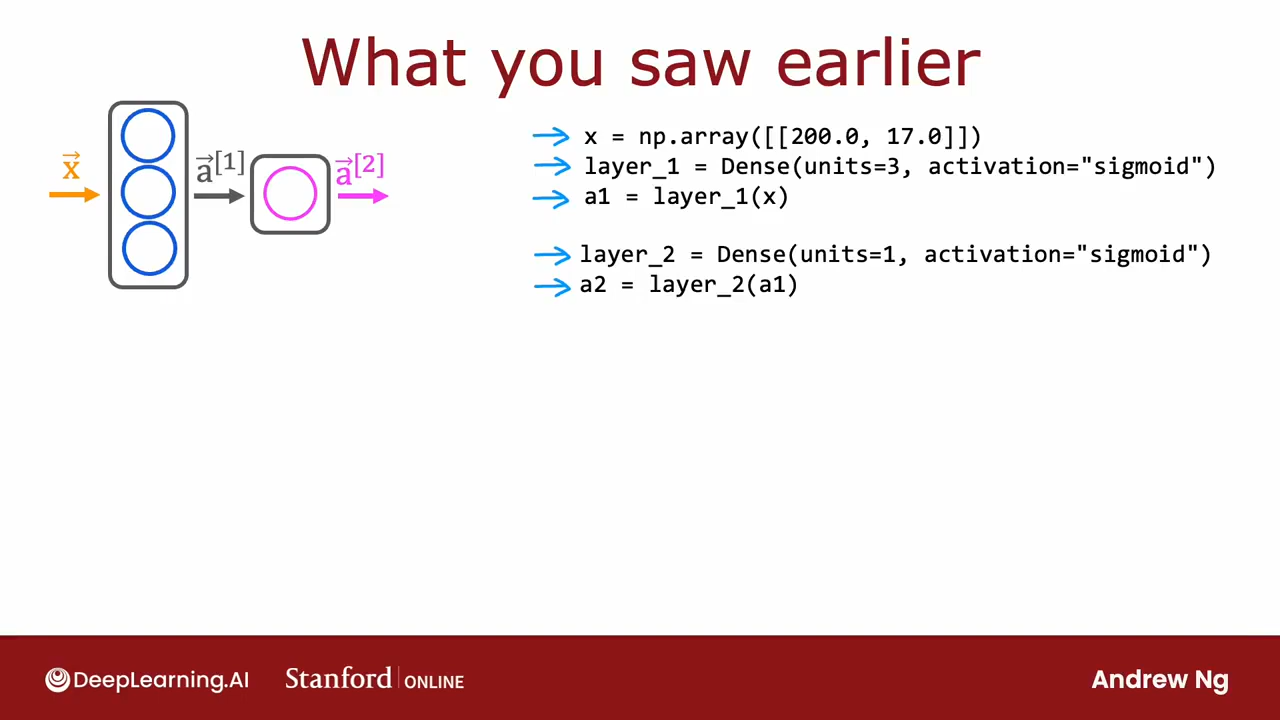 What you saw earlier
x⃗
a⃗[1]
a⃗[2]
x = np.array([[200.0, 17.0]])
layer_1 = Dense(units=3, activation="sigmoid")
a1 = layer_1(x)
layer_2 = Dense(units=1, activation="sigmoid")
a2 = layer_2(a1)
DeepLearning.AI
Stanford ONLINE
Andrew Ng